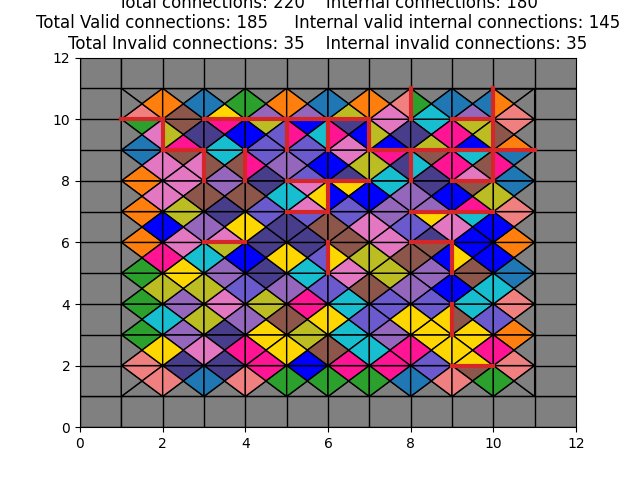 Total connections: 220    Internal connections: 180
Total Valid connections: 185    Internal valid internal connections: 145
Total Invalid connections: 35    Internal invalid connections: 35
12
10
8
6
4
2
0
0 2 4 6 8 10 12